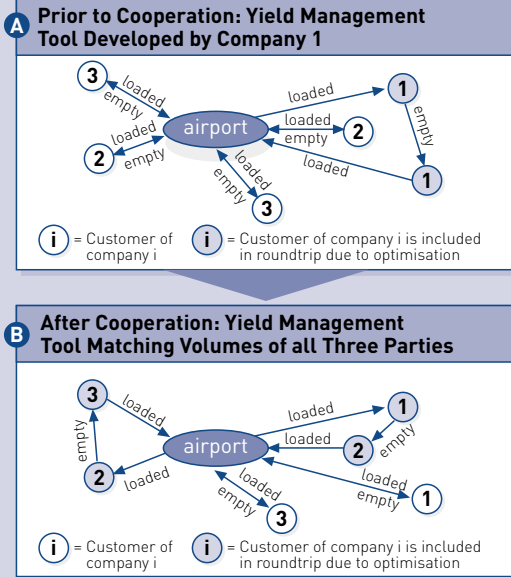 A
Prior to Cooperation: Yield Management
Tool Developed by Company 1
3
loaded
empty
loaded
1
airport
loaded
empty
2
empty
2
loaded
empty
loaded
empty
loaded
1
3
i = Customer of
company i
i = Customer of company i is included
in roundtrip due to optimisation
B
After Cooperation: Yield Management
Tool Matching Volumes of all Three Parties
3
loaded
empty
loaded
1
airport
loaded
2
empty
2
loaded
loaded
empty
loaded
empty
1
3
i = Customer of
company i
i = Customer of company i is included
in roundtrip due to optimisation